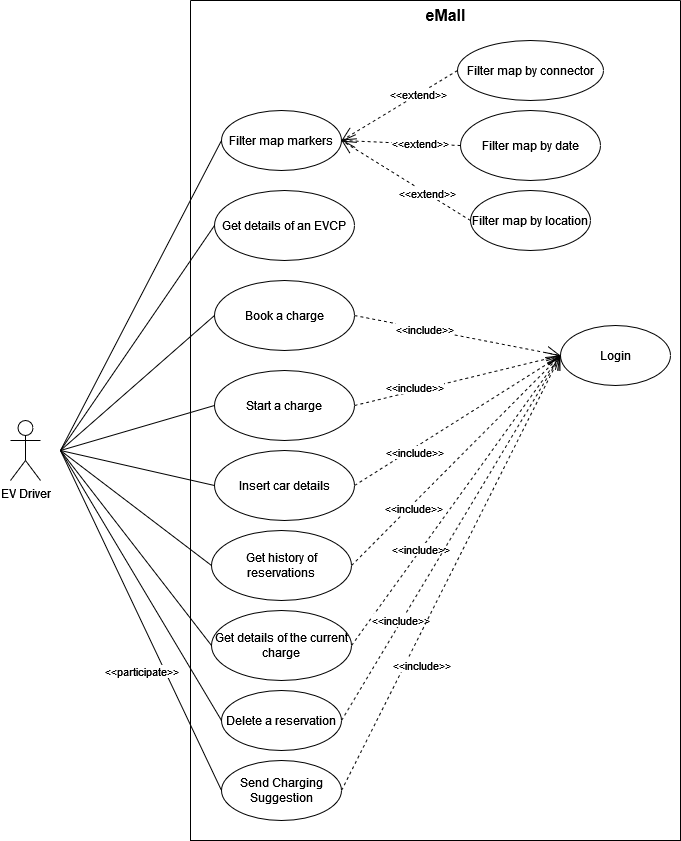 eMall
Filter map by connector
<<extend>>
Filter map markers
<<extend>>
Filter map by date
<<extend>>
Filter map by location
Get details of an EVCP
Book a charge
<<include>>
Login
Start a charge
<<include>>
Insert car details
<<include>>
EV Driver
Get history of
reservations
<<include>>
<<include>>
Get details of the current
charge
<<include>>
<<participate>>
<<include>>
Delete a reservation
Send Charging
Suggestion